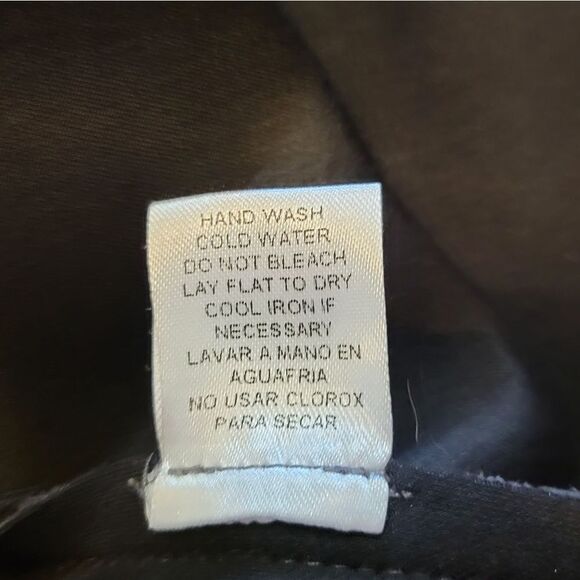 HAND WASH
COLD WATER
DO NOT BLEACH
LAY FLAT TO DRY
COOL IRON IF
NECESSARY
LAVAR A MANO EN
AGUAFRIA
NO USAR CLOROX
PARA SECAR